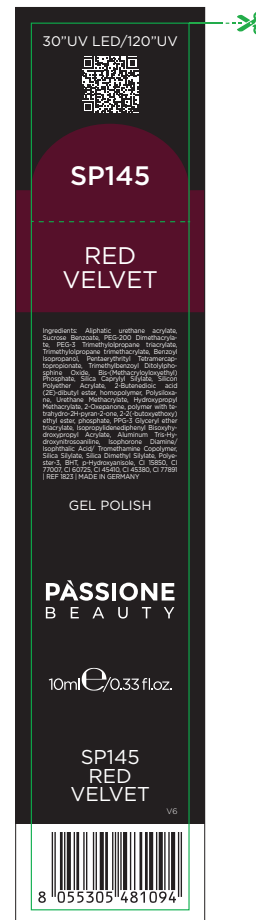 30”UV LED/120”UV
SP145
RED
VELVET
Ingredients: Aliphatic urethane acrylate,
Sucrose Benzoate, PEG-200 Dimethacryla-
te, PEG-3 Trimethylolpropane triacrylate,
Trimethylolpropane trimethacrylate, Benzoyl
Isopropanol, Pentaerythrityl Tetramercap-
topropionate, Trimethylbenzoyl Ditolylpho-
sphine Oxide, Bis-(Methacryloyloxyethyl)
Phosphate, Silica Caprylyl Silylate, Silicon
Polyether Acrylate, 2-Butenedioic acid
(2E)-dibutyl ester, homopolymer, Polysiloxa-
ne, Urethane Methacrylate, Hydroxypropyl
Methacrylate, 2-Oxepanone, polymer with te-
trahydro-2H-pyran-2-one, 2-2(-butoxyethoxy)
ethyl ester, phosphate, PPG-3 Glyceryl ether
triacrylate, Isopropylidenediphenyl Bisoxyhy-
droxypropyl Acrylate, Aluminum Tris-Hy-
droxynitrosoaniline, Isophorone Diamine/
Isophthalic Acid/ Tromethamine Copolymer,
Silica Silylate, Silica Dimethyl Silylate, Polye-
ster-3, BHT, p-Hydroxyanisole, CI 15850, CI
77007, CI 60725, CI 45410, CI 45380, CI 77891
| REF 1823 | MADE IN GERMANY
GEL POLISH
PÀSSIONE
BEAUTY
10ml℮/0.33 fl.oz.
SP145
RED
VELVET
V6
8 055305 481094